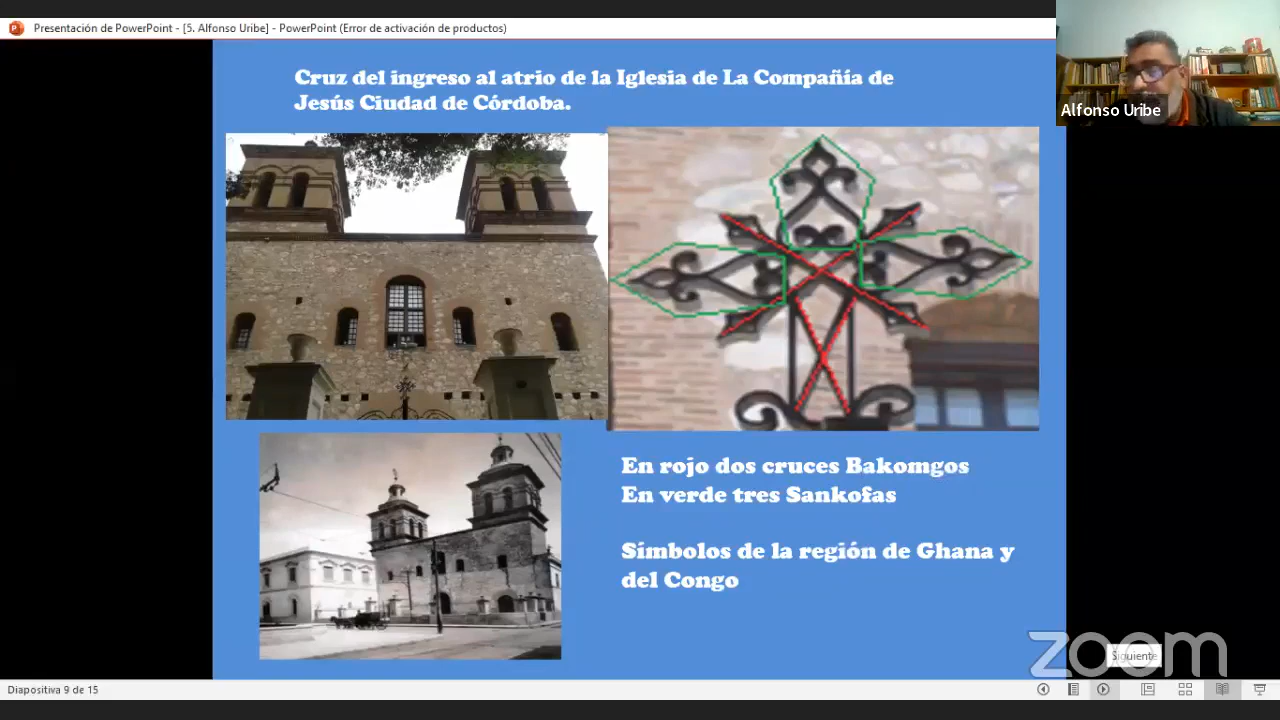 Presentación de PowerPoint - [5. Alfonso Uribe] - PowerPoint (Error de activación de productos)
Cruz del ingreso al atrio de la Iglesia de La Compañía de
Jesús Ciudad de Córdoba.
Alfonso Uribe
En rojo dos cruces Bakomgos
En verde tres Sankofas
Símbolos de la región de Ghana y
del Congo
zoom
Siguiente
Diapositiva 9 de 15